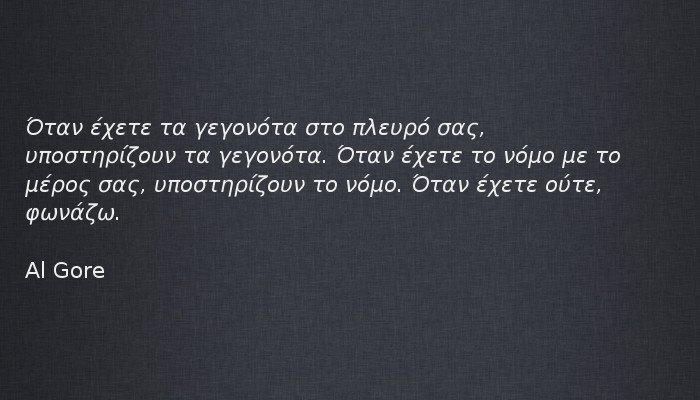 Όταν έχετε τα γεγονότα στο πλευρό σας,
υποστηρίζουν τα γεγονότα. Όταν έχετε το νόμο με το
μέρος σας, υποστηρίζουν το νόμο. Όταν έχετε ούτε,
φωνάζω.
Al Gore